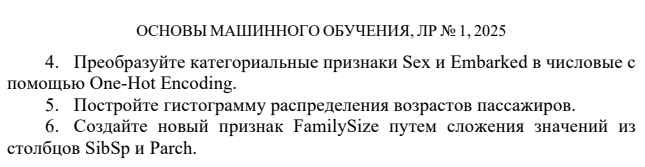 ОСНОВЫ МАШИННОГО ОБУЧЕНИЯ, ЛР № 1, 2025
4. Преобразуйте категориальные признаки Sex и Embarked в числовые с
помощью One-Hot Encoding.
5. Постройте гистограмму распределения возрастов пассажиров.
6. Создайте новый признак FamilySize путем сложения значений из
столбцов SibSp и Parch.